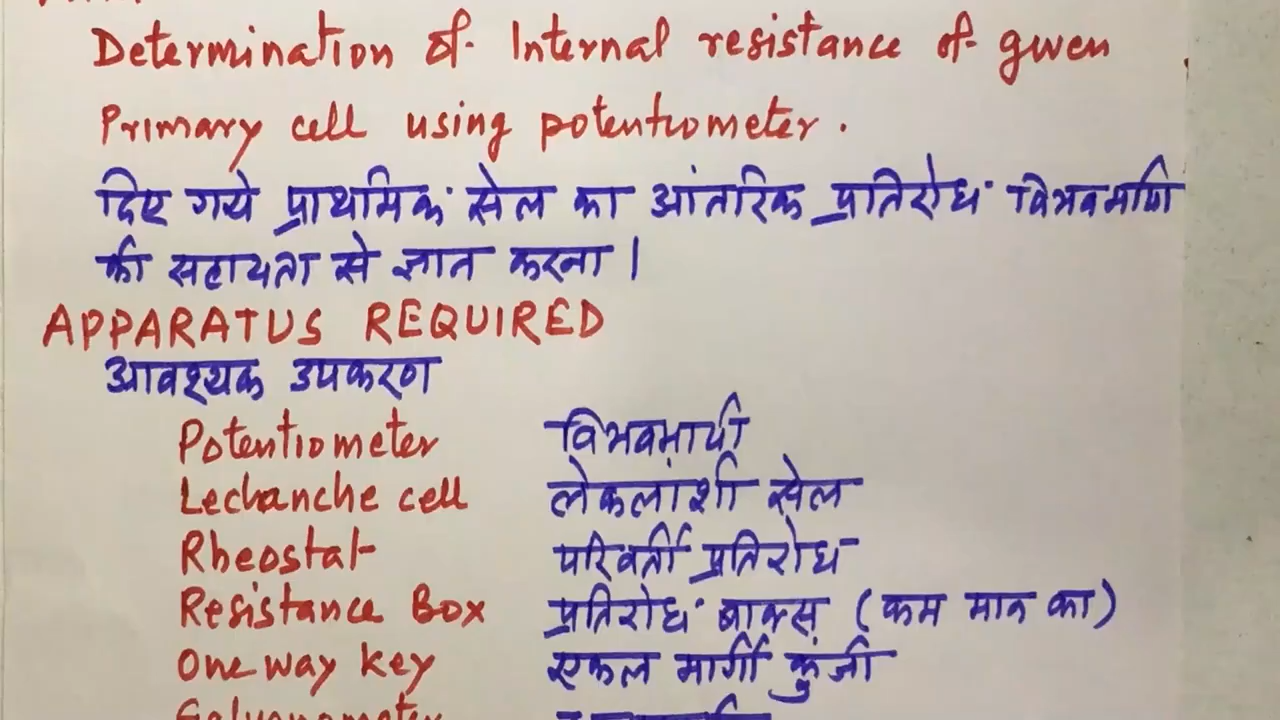 Determination of Internal resistance of given
Primary cell using potentiometer.
दिए गये प्राथमिक सेल का आंतरिक प्रतिरोध विभवमापी
की सहायता से ज्ञात करना।
APPARATUS REQUIRED
आवश्यक उपकरण
Potentiometer विभवमापी
Lechanche cell लेकलांशी सेल
Rheostat परिवर्ती प्रतिरोध
Resistance Box प्रतिरोध बाक्स (कम मान का)
One way key एकल मार्गी कुंजी
Galvanometer